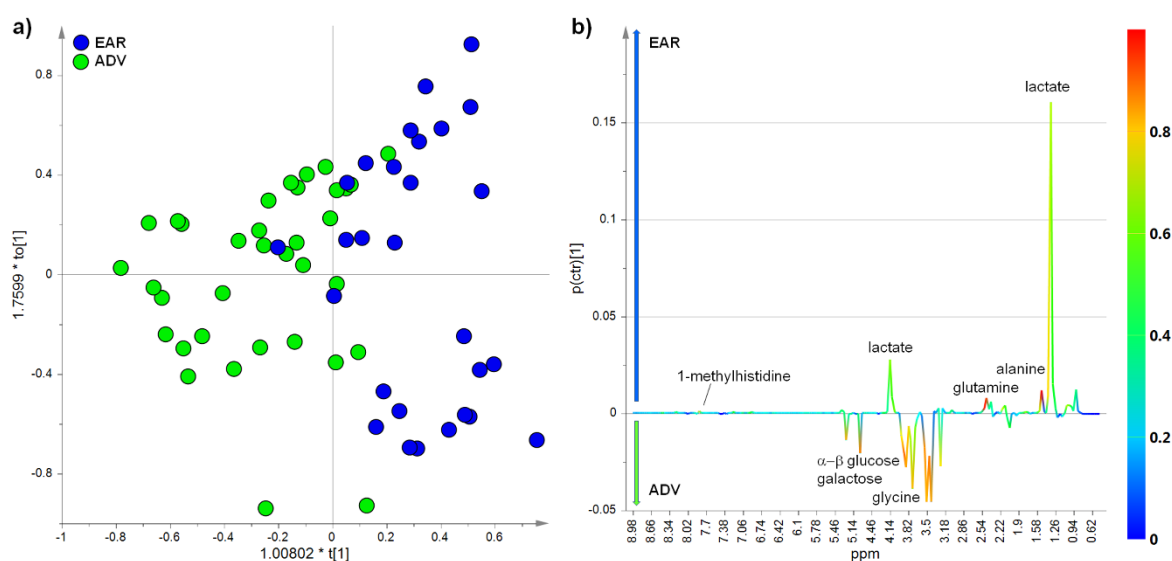 a)
EAR
ADV
0.8
0.4
0
-0.4
-0.8
1.7599 * to[1]
-1
-0.8
-0.6
-0.4
-0.2
0
0.2
0.4
0.6
0.8
1.00802 * t[1]
b)
EAR
ADV
lactate
lactate
1-methylhistidine
alanine
glutamine
α-β glucose
galactose
glycine
0.15
0.1
0.05
0
-0.05
p(ctr)[1]
8.98
8.66
8.34
8.02
7.7
7.38
7.06
6.74
6.42
6.1
5.78
5.46
5.14
4.46
4.14
3.82
3.5
3.18
2.86
2.54
2.22
1.9
1.58
1.26
0.94
0.62
ppm
0.8
0.6
0.4
0.2
0